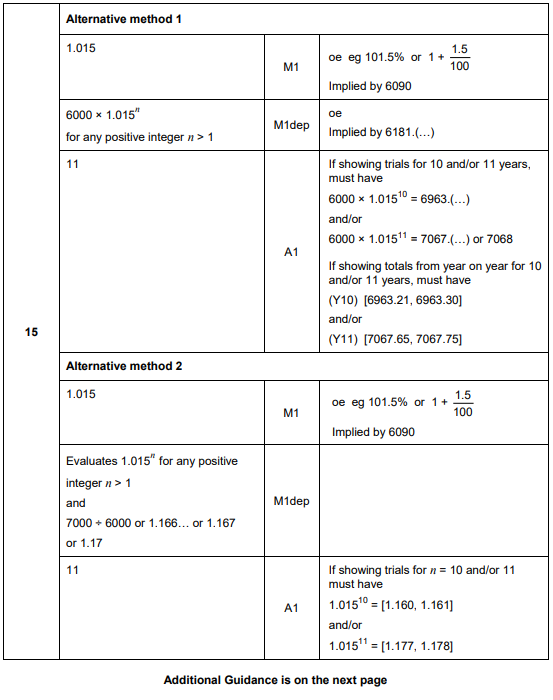 Alternative method 1
1.015
M1
oe eg 101.5% or 1 + 1.5/100
Implied by 6090
6000 × 1.015ⁿ
for any positive integer n > 1
M1dep
oe
Implied by 6181.(…)
11
A1
If showing trials for 10 and/or 11 years,
must have
6000 × 1.015¹⁰ = 6963.(…)
and/or
6000 × 1.015¹¹ = 7067.(…) or 7068
If showing totals from year on year for 10
and/or 11 years, must have
(Y10) [6963.21, 6963.30]
and/or
(Y11) [7067.65, 7067.75]
15
Alternative method 2
1.015
M1
oe eg 101.5% or 1 + 1.5/100
Implied by 6090
Evaluates 1.015ⁿ for any positive
integer n > 1
and
7000 ÷ 6000 or 1.166… or 1.167
or 1.17
M1dep
11
A1
If showing trials for n = 10 and/or 11
must have
1.015¹⁰ = [1.160, 1.161]
and/or
1.015¹¹ = [1.177, 1.178]
Additional Guidance is on the next page